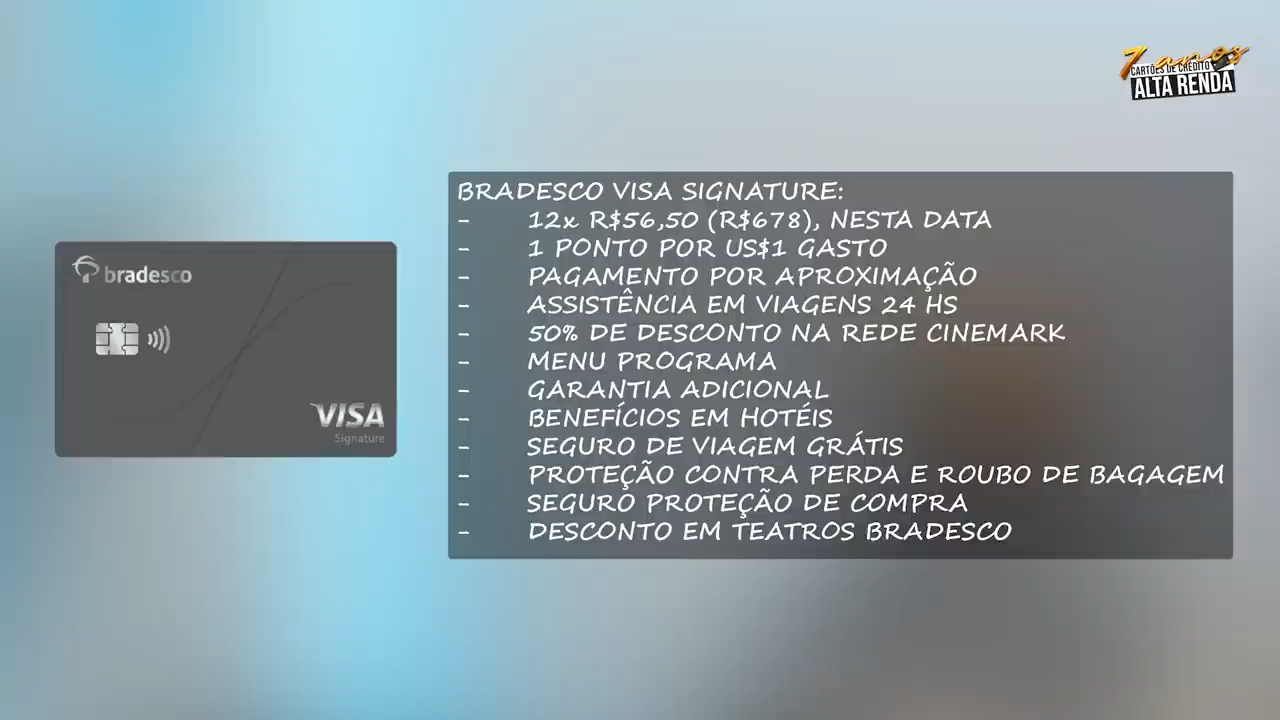 7 anos
CARTÕES DE CRÉDITO
ALTA RENDA
BRADESCO VISA SIGNATURE:
- 12x R$56,50 (R$678), NESTA DATA
- 1 PONTO POR US$1 GASTO
- PAGAMENTO POR APROXIMAÇÃO
- ASSISTÊNCIA EM VIAGENS 24 HS
- 50% DE DESCONTO NA REDE CINEMARK
- MENU PROGRAMA
- GARANTIA ADICIONAL
- BENEFÍCIOS EM HOTÉIS
- SEGURO DE VIAGEM GRÁTIS
- PROTEÇÃO CONTRA PERDA E ROUBO DE BAGAGEM
- SEGURO PROTEÇÃO DE COMPRA
- DESCONTO EM TEATROS BRADESCO
bradesco
VISA
Signature